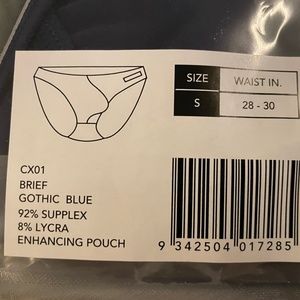 SIZE WAIST IN.
S 28 - 30
CX01
BRIEF
GOTHIC BLUE
92% SUPPLEX
8% LYCRA
ENHANCING POUCH
9 342504 017285